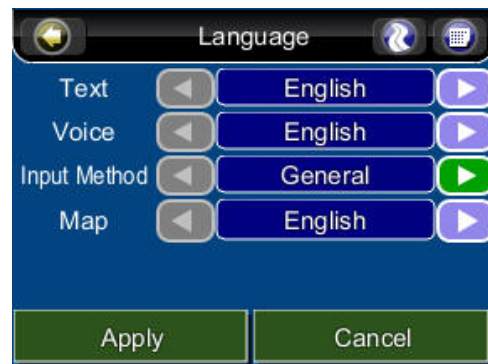 Language
Text English
Voice English
Input Method General
Map English
Apply Cancel